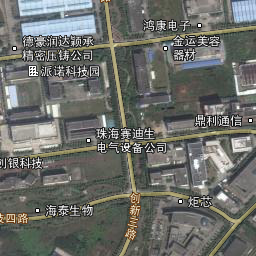 路
鸿康电子
德豪润达颖承
精密压铸公司
金运美容
器材
派诺科技园
鼎利通信
珠海赛迪生
电气设备公司
创银科技
创新三路
炬芯
海泰生物
技四路